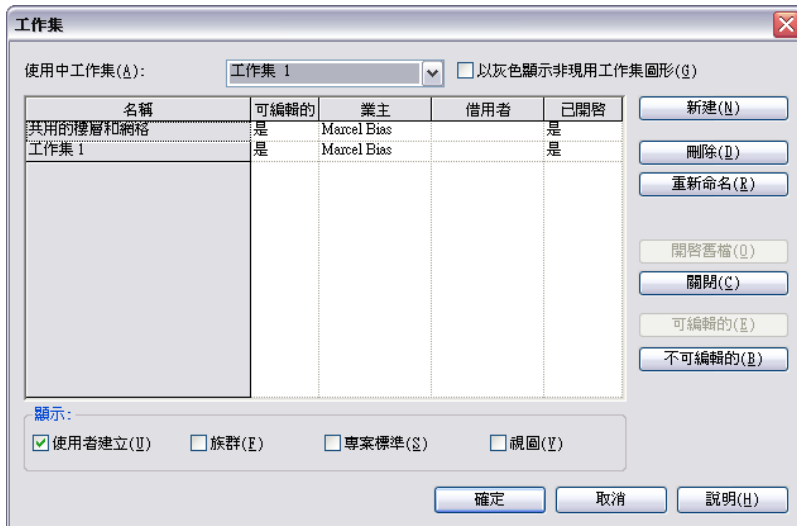 工作集
使用中工作集(A): 工作集 1 以灰色顯示非現用工作集圖形(G)
名稱 可編輯的 業主 借用者 已開啓 新建(N)
共用的樓層和網格 是 Marcel Bias 是
工作集 1 是 Marcel Bias 是 刪除(D)
重新命名(R)
開啓舊檔(O)
關閉(C)
可編輯的(E)
不可編輯的(B)
顯示:
使用者建立(U) 族群(F) 專案標準(S) 視圖(V)
確定 取消 說明(H)